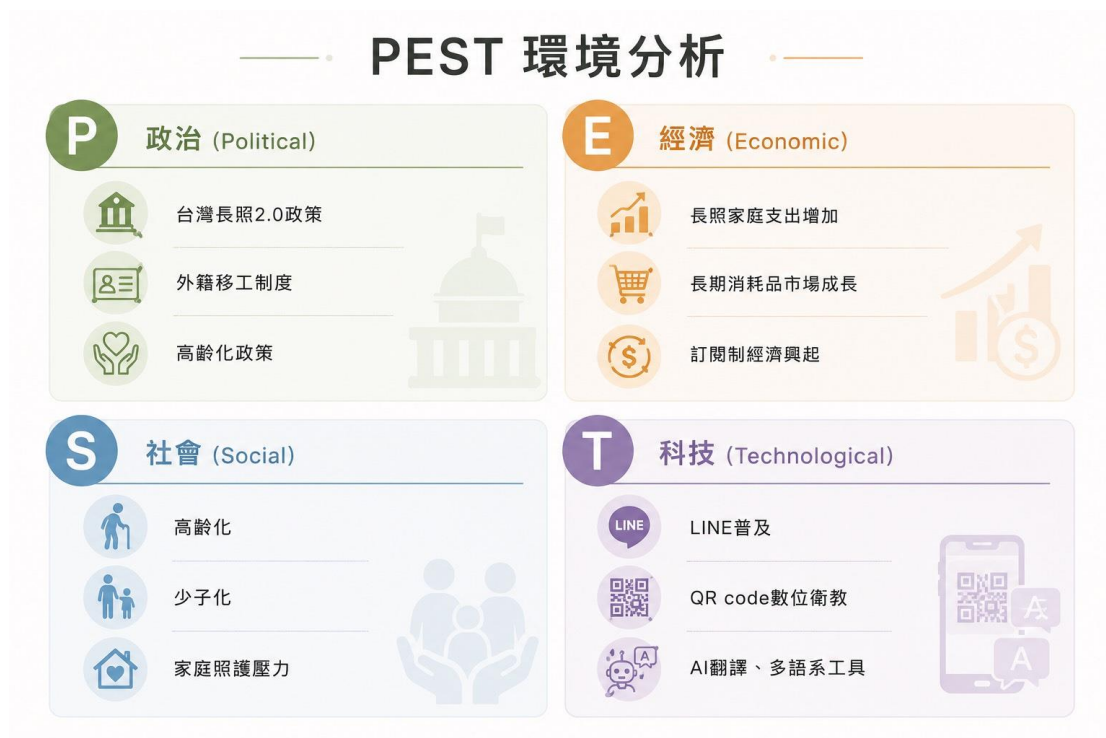 PEST 環境分析
P
政治 (Political)
台灣長照2.0政策
外籍移工制度
高齡化政策
E
經濟 (Economic)
長照家庭支出增加
長期消耗品市場成長
$
訂閱制經濟興起
$
S
社會 (Social)
高齡化
少子化
家庭照護壓力
T
科技 (Technological)
LINE
LINE普及
QR code數位衛教
A
AI翻譯、多語系工具
A